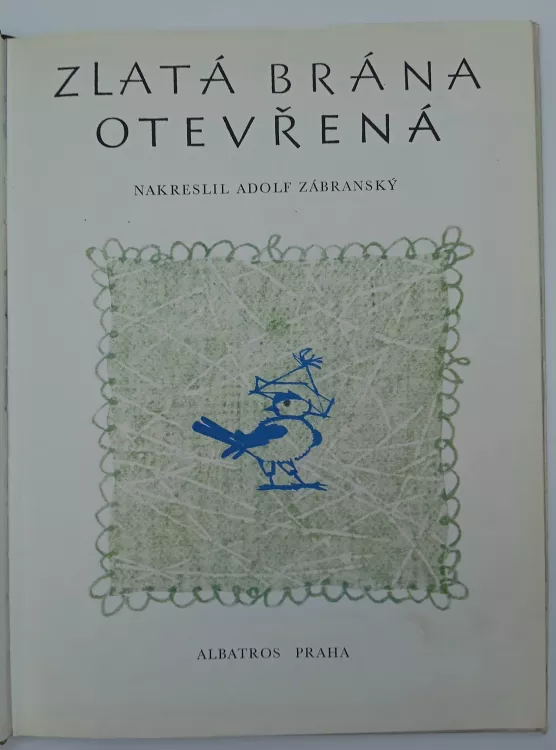 ZLATÁ BRÁNA
OTEVŘENÁ
NAKRESLIL ADOLF ZÁBRANSKÝ
ALBATROS PRAHA